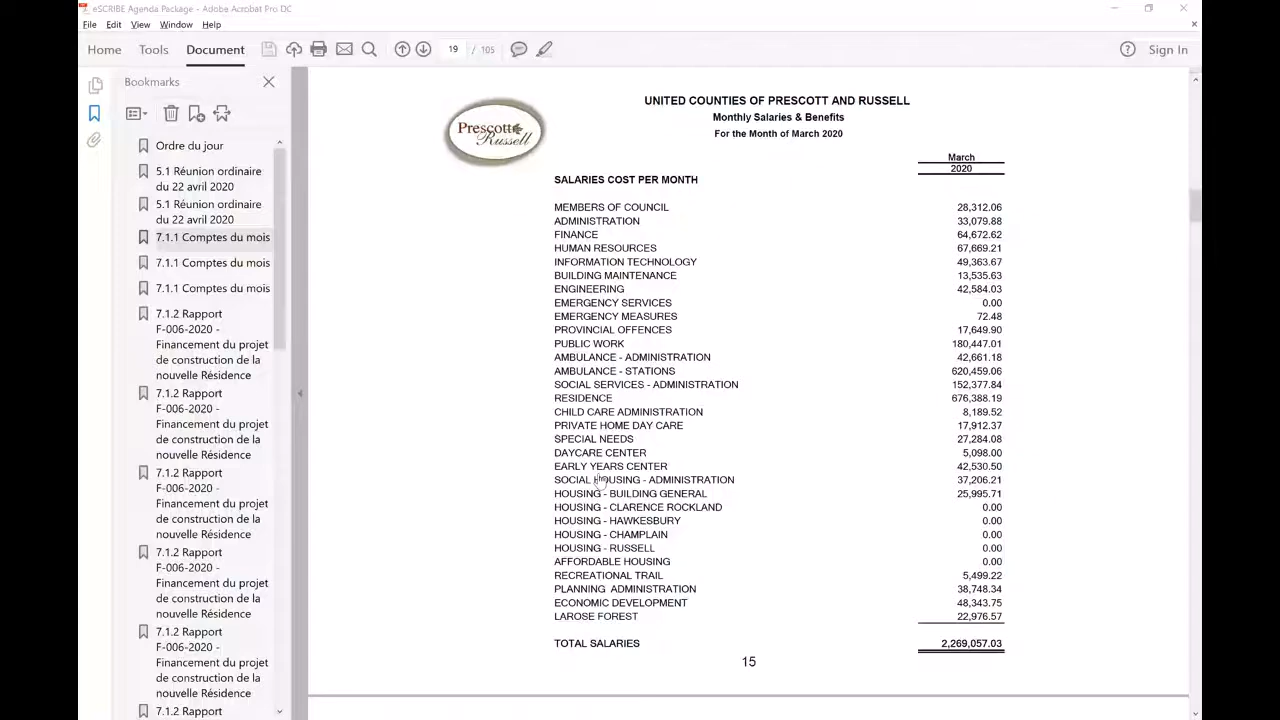 eSCRIBE Agenda Package - Adobe Acrobat Pro DC
File Edit View Window Help
Home Tools Document 19 / 105 Sign In
Bookmarks
Ordre du jour
5.1 Réunion ordinaire
du 22 avril 2020
5.1 Réunion ordinaire
du 22 avril 2020
7.1.1 Comptes du mois
7.1.1 Comptes du mois
7.1.1 Comptes du mois
7.1.2 Rapport
F-006-2020 -
Financement du projet
de construction de la
nouvelle Résidence
7.1.2 Rapport
F-006-2020 -
Financement du projet
de construction de la
nouvelle Résidence
7.1.2 Rapport
F-006-2020 -
Financement du projet
de construction de la
nouvelle Résidence
7.1.2 Rapport
F-006-2020 -
Financement du projet
de construction de la
nouvelle Résidence
7.1.2 Rapport
F-006-2020 -
Financement du projet
de construction de la
nouvelle Résidence
7.1.2 Rapport
Prescott
Russell
UNITED COUNTIES OF PRESCOTT AND RUSSELL
Monthly Salaries & Benefits
For the Month of March 2020
March
2020
SALARIES COST PER MONTH
MEMBERS OF COUNCIL 28,312.06
ADMINISTRATION 33,079.88
FINANCE 64,672.62
HUMAN RESOURCES 67,669.21
INFORMATION TECHNOLOGY 49,363.67
BUILDING MAINTENANCE 13,535.63
ENGINEERING 42,584.03
EMERGENCY SERVICES 0.00
EMERGENCY MEASURES 72.48
PROVINCIAL OFFENCES 17,649.90
PUBLIC WORK 180,447.01
AMBULANCE - ADMINISTRATION 42,661.18
AMBULANCE - STATIONS 620,459.06
SOCIAL SERVICES - ADMINISTRATION 152,377.84
RESIDENCE 676,388.19
CHILD CARE ADMINISTRATION 8,189.52
PRIVATE HOME DAY CARE 17,912.37
SPECIAL NEEDS 27,284.08
DAYCARE CENTER 5,098.00
EARLY YEARS CENTER 42,530.50
SOCIAL HOUSING - ADMINISTRATION 37,206.21
HOUSING - BUILDING GENERAL 25,995.71
HOUSING - CLARENCE ROCKLAND 0.00
HOUSING - HAWKESBURY 0.00
HOUSING - CHAMPLAIN 0.00
HOUSING - RUSSELL 0.00
AFFORDABLE HOUSING 0.00
RECREATIONAL TRAIL 5,499.22
PLANNING ADMINISTRATION 38,748.34
ECONOMIC DEVELOPMENT 48,343.75
LAROSE FOREST 22,976.57
TOTAL SALARIES 2,269,057.03
15